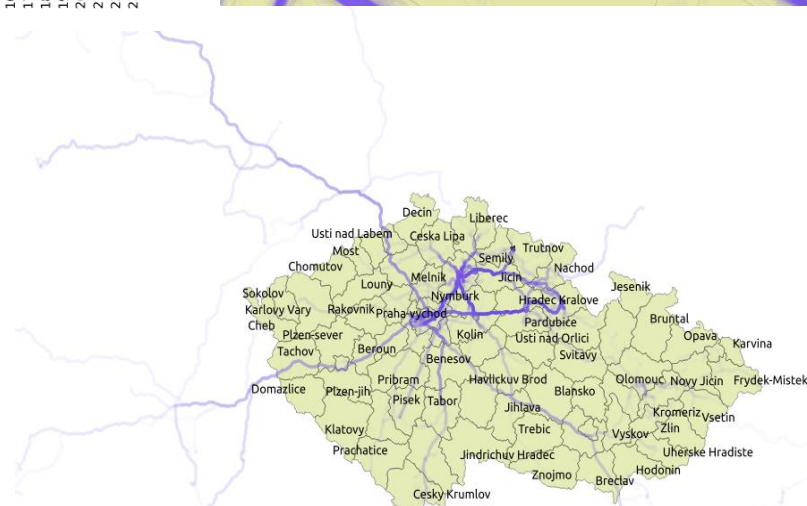 Decin
Liberec
Usti nad Labem
Ceska Lipa
Most
Trutnov
Semily
Chomutov
Nachod
Melnik
Jicin
Louny
Jesenik
Sokolov
Nymburk
Hradec Kralove
Karlovy Vary
Rakovnik
Praha-vychod
Cheb
Pardubice
Bruntal
Plzen-sever
Kolin
Usti nad Orlici
Opava
Karvina
Tachov
Beroun
Svitavy
Benesov
Domazlice
Plzen-jih
Pribram
Havlickuv Brod
Olomouc
Novy Jicin
Frydek-Mistek
Blansko
Pisek
Tabor
Jihlava
Kromeriz
Vsetin
Klatovy
Trebic
Vyskov
Zlin
Prachatice
Jindrichuv Hradec
Uherske Hradiste
Znojmo
Hodonin
Breclav
Cesky Krumlov